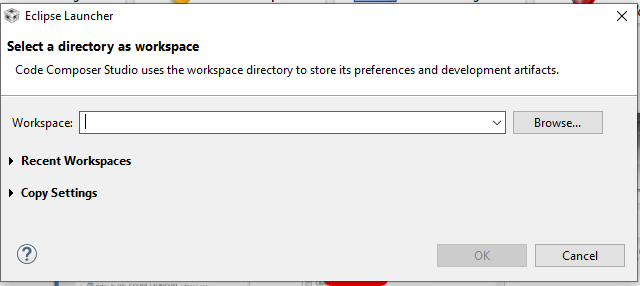 Eclipse Launcher
Select a directory as workspace
Code Composer Studio uses the workspace directory to store its preferences and development artifacts.
Workspace:
Browse...
Recent Workspaces
Copy Settings
?
OK
Cancel